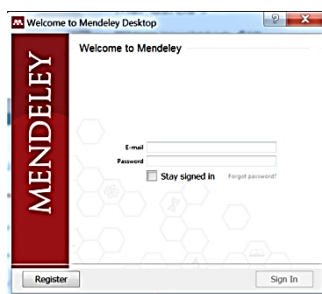 Welcome to Mendeley Desktop
Welcome to Mendeley
MENDELEY
E-mail
Password
Stay signed in Forgot password?
Register Sign In